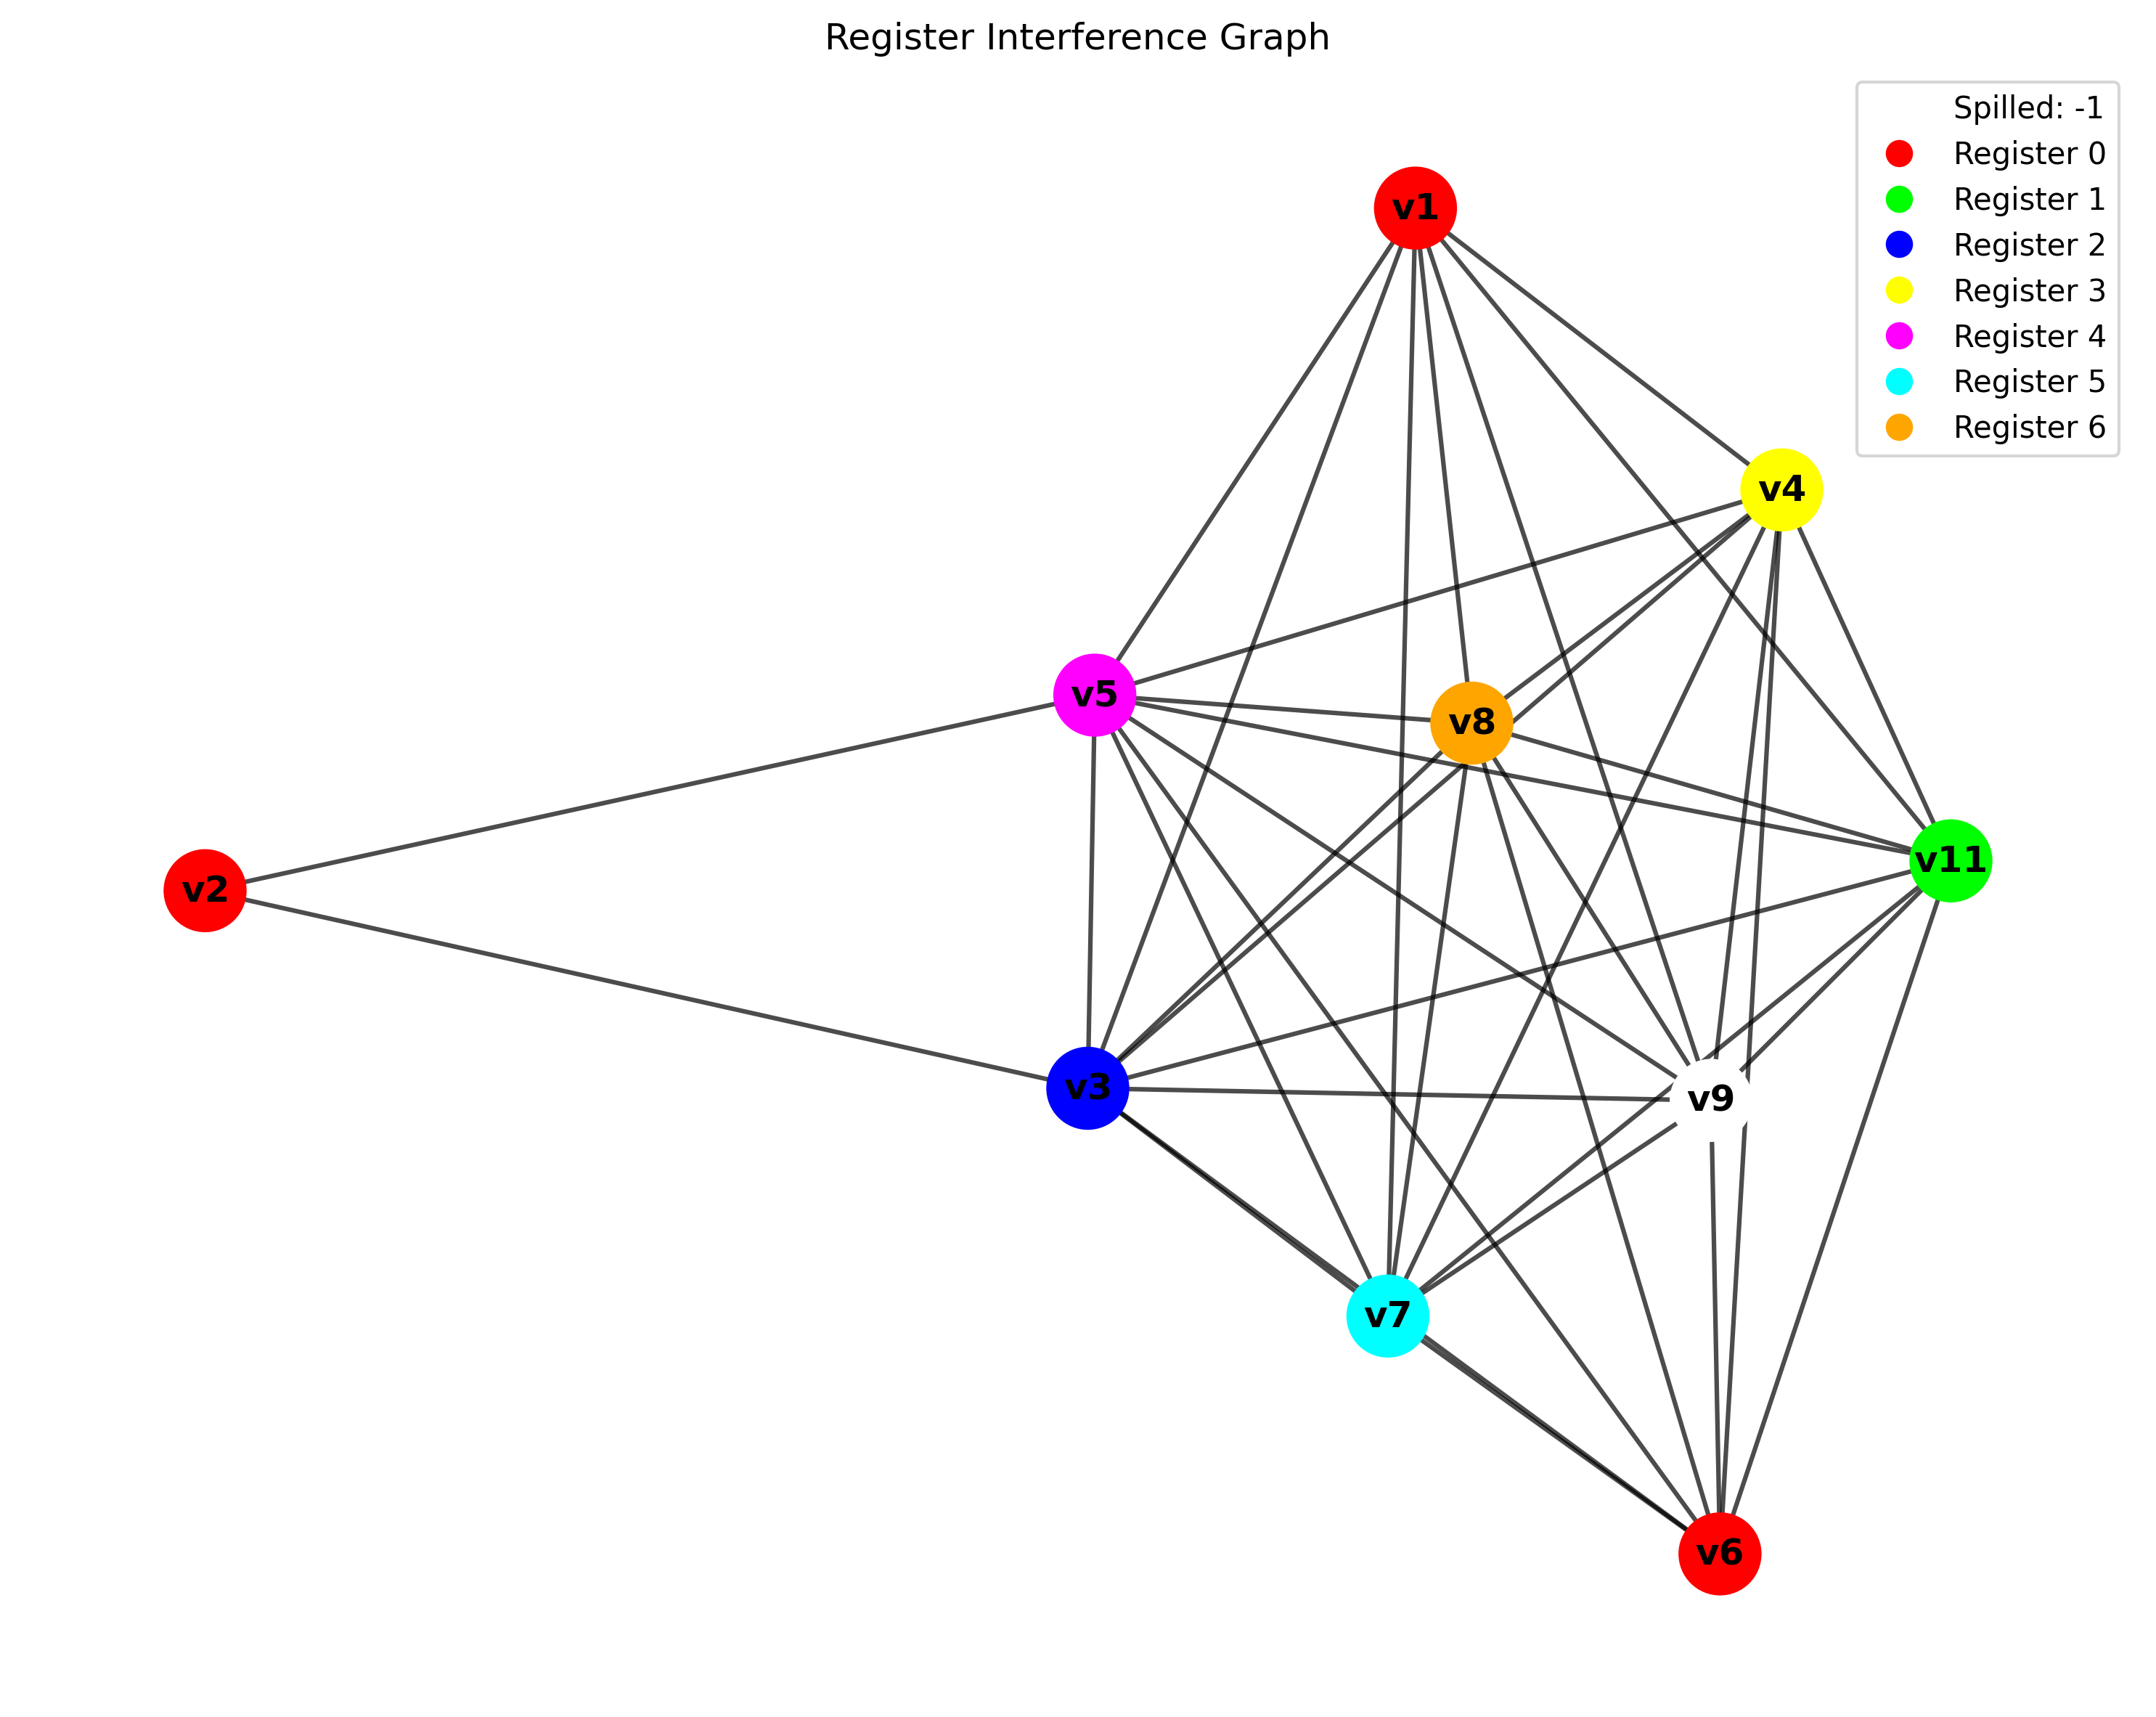 Register Interference Graph
Spilled: -1
Register 0
Register 1
Register 2
Register 3
Register 4
Register 5
Register 6
v1
v4
v5
v8
v11
v2
v3
v9
v7
v6